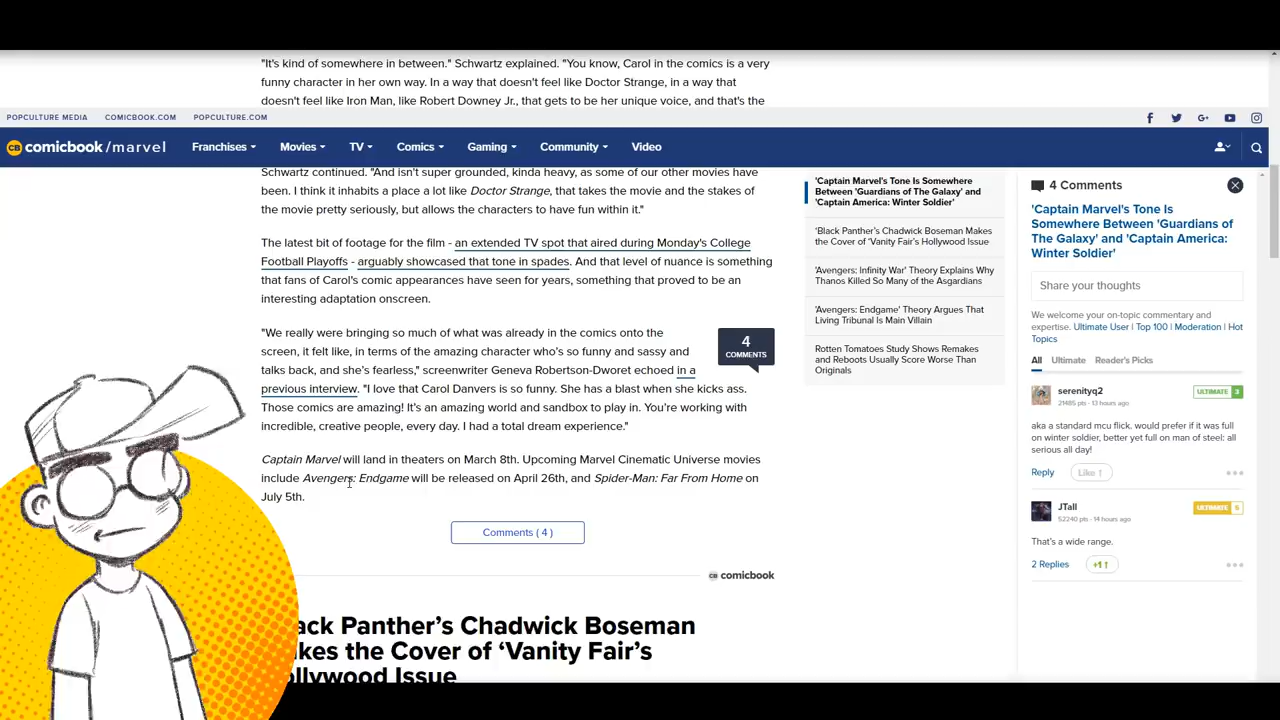 "It's kind of somewhere in between." Schwartz explained. "You know, Carol in the comics is a very
funny character in her own way. In a way that doesn't feel like Doctor Strange, in a way that
doesn't feel like Iron Man, like Robert Downey Jr., that gets to be her unique voice, and that's the
POPCULTURE MEDIA COMICBOOK.COM POPCULTURE.COM
CB comicbook/marvel Franchises Movies TV Comics Gaming Community Video
Schwartz continued. "And isn't super grounded, kinda heavy, as some of our other movies have
been. I think it inhabits a place a lot like Doctor Strange, that takes the movie and the stakes of
the movie pretty seriously, but allows the characters to have fun within it."
The latest bit of footage for the film - an extended TV spot that aired during Monday's College
Football Playoffs - arguably showcased that tone in spades. And that level of nuance is something
that fans of Carol's comic appearances have seen for years, something that proved to be an
interesting adaptation onscreen.
"We really were bringing so much of what was already in the comics onto the
screen, it felt like, in terms of the amazing character who's so funny and sassy and
talks back, and she's fearless," screenwriter Geneva Robertson-Dworet echoed in a
previous interview. "I love that Carol Danvers is so funny. She has a blast when she kicks ass.
Those comics are amazing! It's an amazing world and sandbox to play in. You're working with
incredible, creative people, every day. I had a total dream experience."
4
COMMENTS
Captain Marvel will land in theaters on March 8th. Upcoming Marvel Cinematic Universe movies
include Avengers: Endgame will be released on April 26th, and Spider-Man: Far From Home on
July 5th.
Comments ( 4 )
CB comicbook
ack Panther's Chadwick Boseman
kes the Cover of 'Vanity Fair's
ollywood Issue
'Captain Marvel's Tone Is Somewhere
Between 'Guardians of The Galaxy' and
'Captain America: Winter Soldier'
'Black Panther's Chadwick Boseman Makes
the Cover of 'Vanity Fair's Hollywood Issue
'Avengers: Infinity War' Theory Explains Why
Thanos Killed So Many of the Asgardians
'Avengers: Endgame' Theory Argues That
Living Tribunal Is Main Villain
Rotten Tomatoes Study Shows Remakes
and Reboots Usually Score Worse Than
Originals
4 Comments
'Captain Marvel's Tone Is
Somewhere Between 'Guardians of
The Galaxy' and 'Captain America:
Winter Soldier'
Share your thoughts
We welcome your on-topic commentary and
expertise. Ultimate User | Top 100 | Moderation | Hot
Topics
All Ultimate Reader's Picks
serenityq2 ULTIMATE 3
21485 pts - 13 hours ago
aka a standard mcu flick. would prefer if it was full
on winter soldier, better yet full on man of steel: all
serious all day!
Reply Like ↑
JTall ULTIMATE 5
52240 pts - 14 hours ago
That's a wide range.
2 Replies +1 ↑